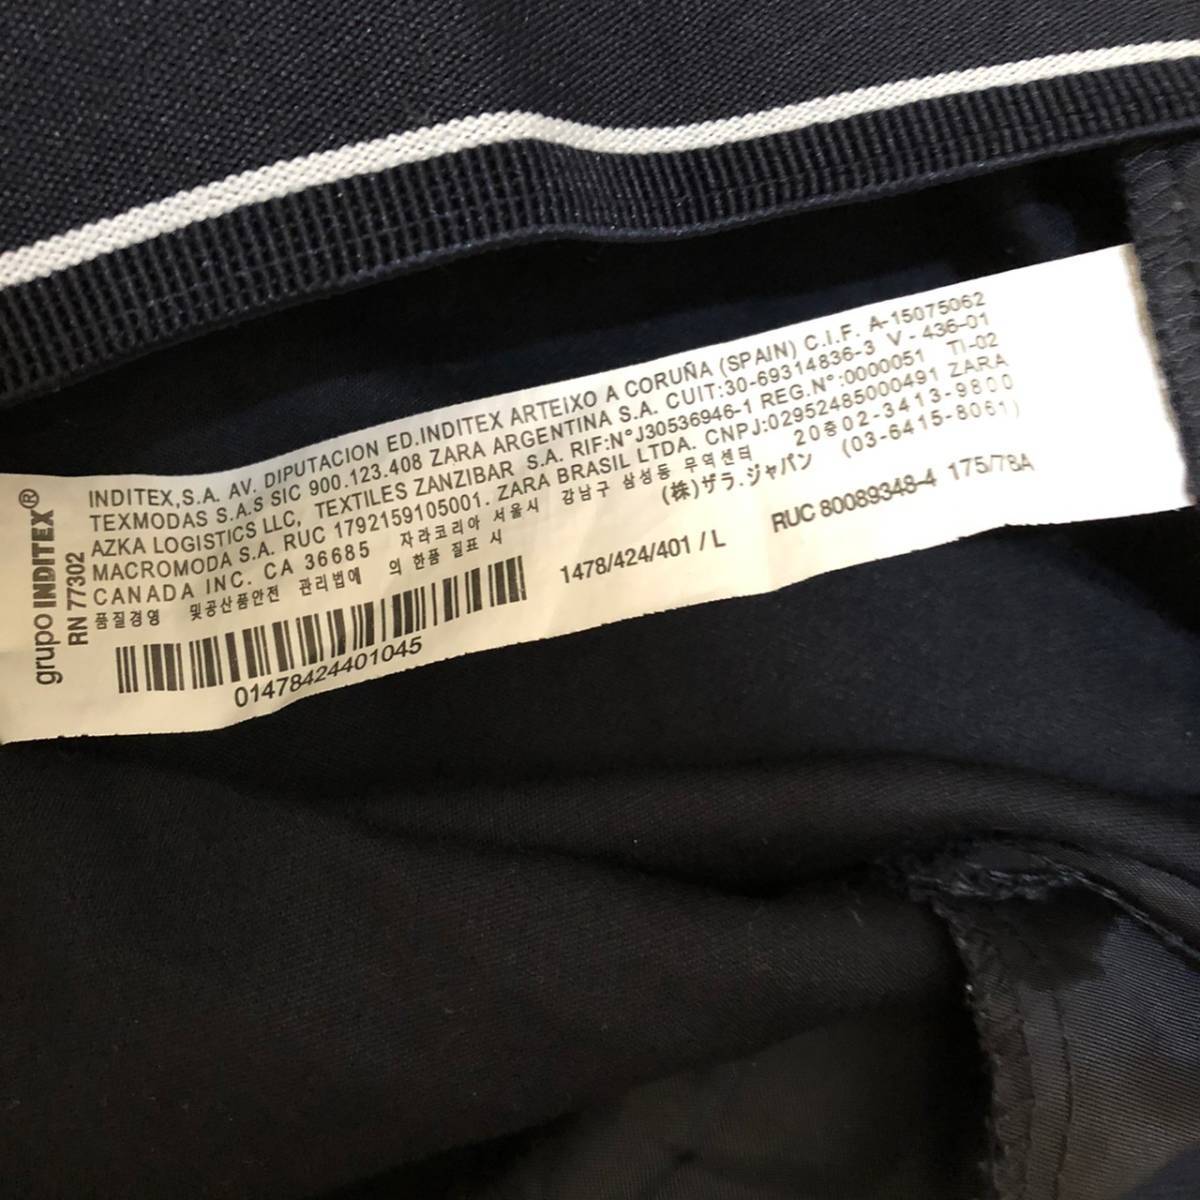 grupo INDITEX®
RN 77302
INDITEX,S.A. AV. DIPUTACION ED.INDITEX ARTEIXO A CORUÑA (SPAIN) C.I.F. A-15075062
TEXMODAS S.A.S SIC 900.123.408 ZARA ARGENTINA S.A. CUIT:30-69314836-3 V - 436-01
AZKA LOGISTICS LLC, TEXTILES ZANZIBAR S.A. RIF:N°J30536946-1 REG.N°:0000051 TI-02
MACROMODA S.A. RUC 1792159105001. ZARA BRASIL LTDA. CNPJ:02952485000491 ZARA
CANADA INC. CA 36685 자라코리아 서울시 강남구 삼성동 무역센터 20층02-3413-9800
품질경영 및공산품안전 관리법에 의 한품 질표 시 (株)ザラ.ジャパン (03-6415-8061)
01478424401045
1478/424/401 / L
RUC 80089348-4 175/78A